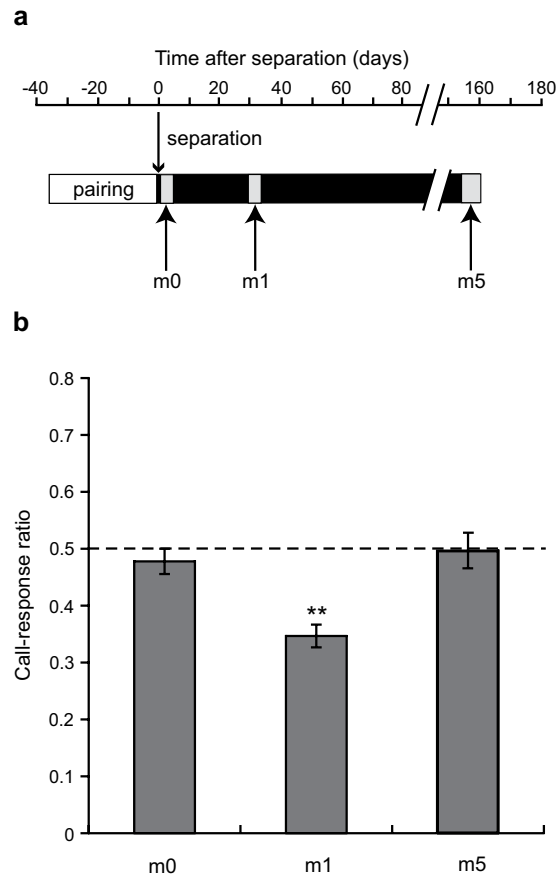 a
Time after separation (days)
-40 -20 0 20 40 60 80 160 180
separation
pairing
m0 m1 m5
b
0.8
0.7
0.6
0.5
0.4
0.3
0.2
0.1
0
Call-response ratio
**
m0 m1 m5